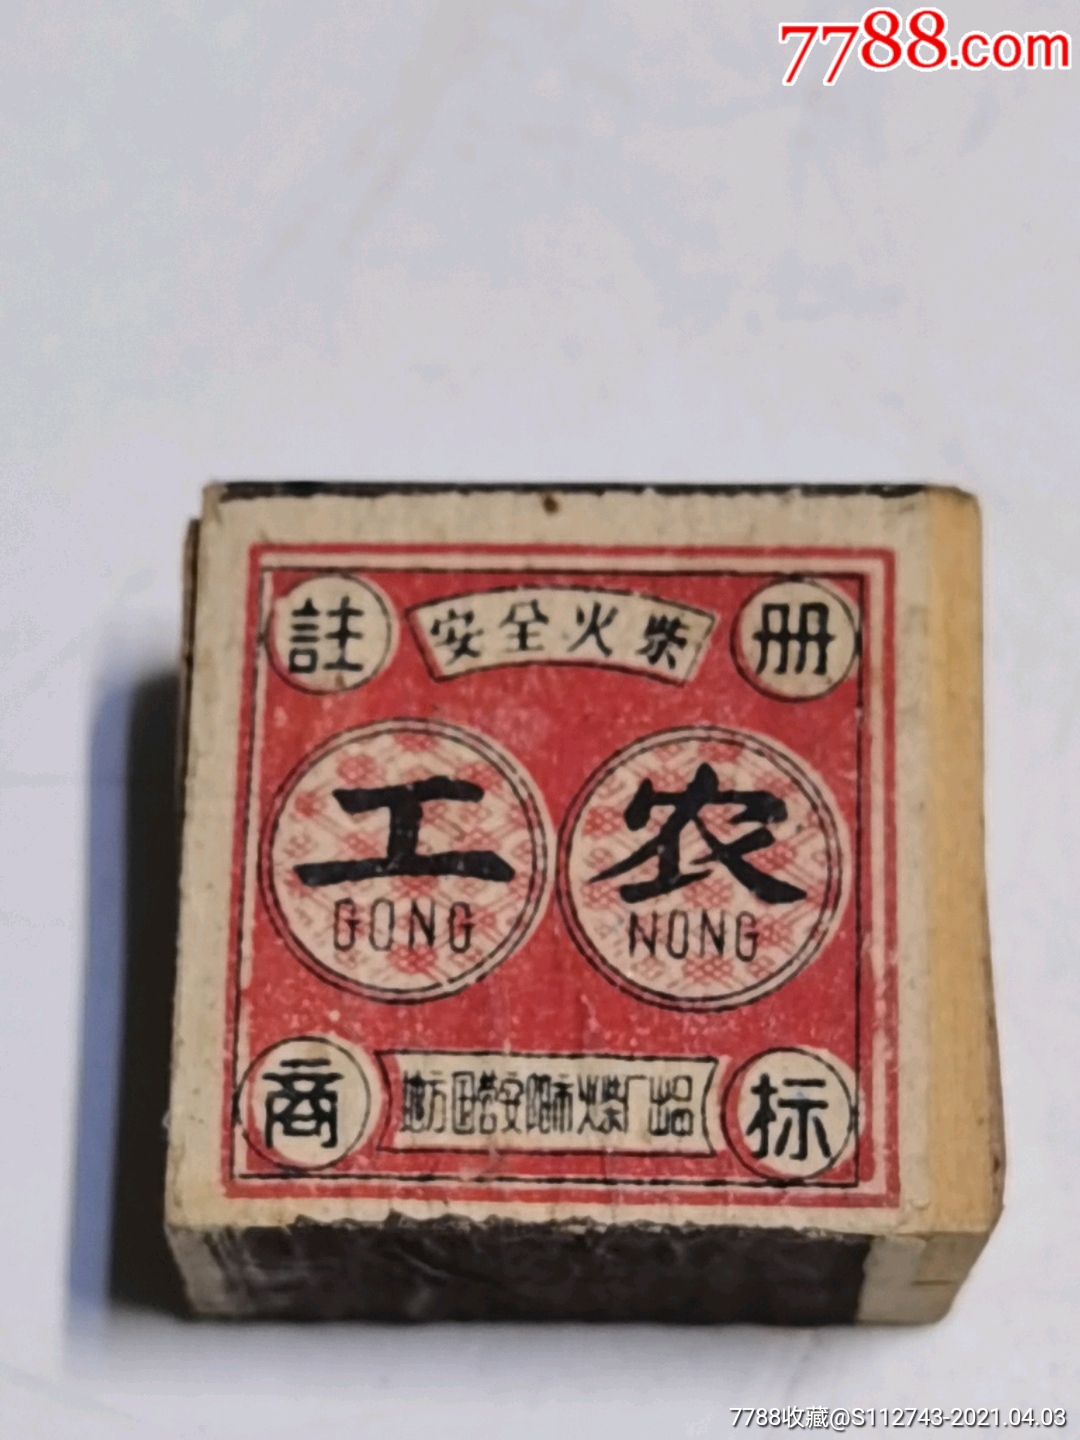 7788.com
註 安全火柴 册
工 农
GONG NONG
商 地方国营安阳市火柴厂出品 标
7788收藏@S112743-2021.04.03